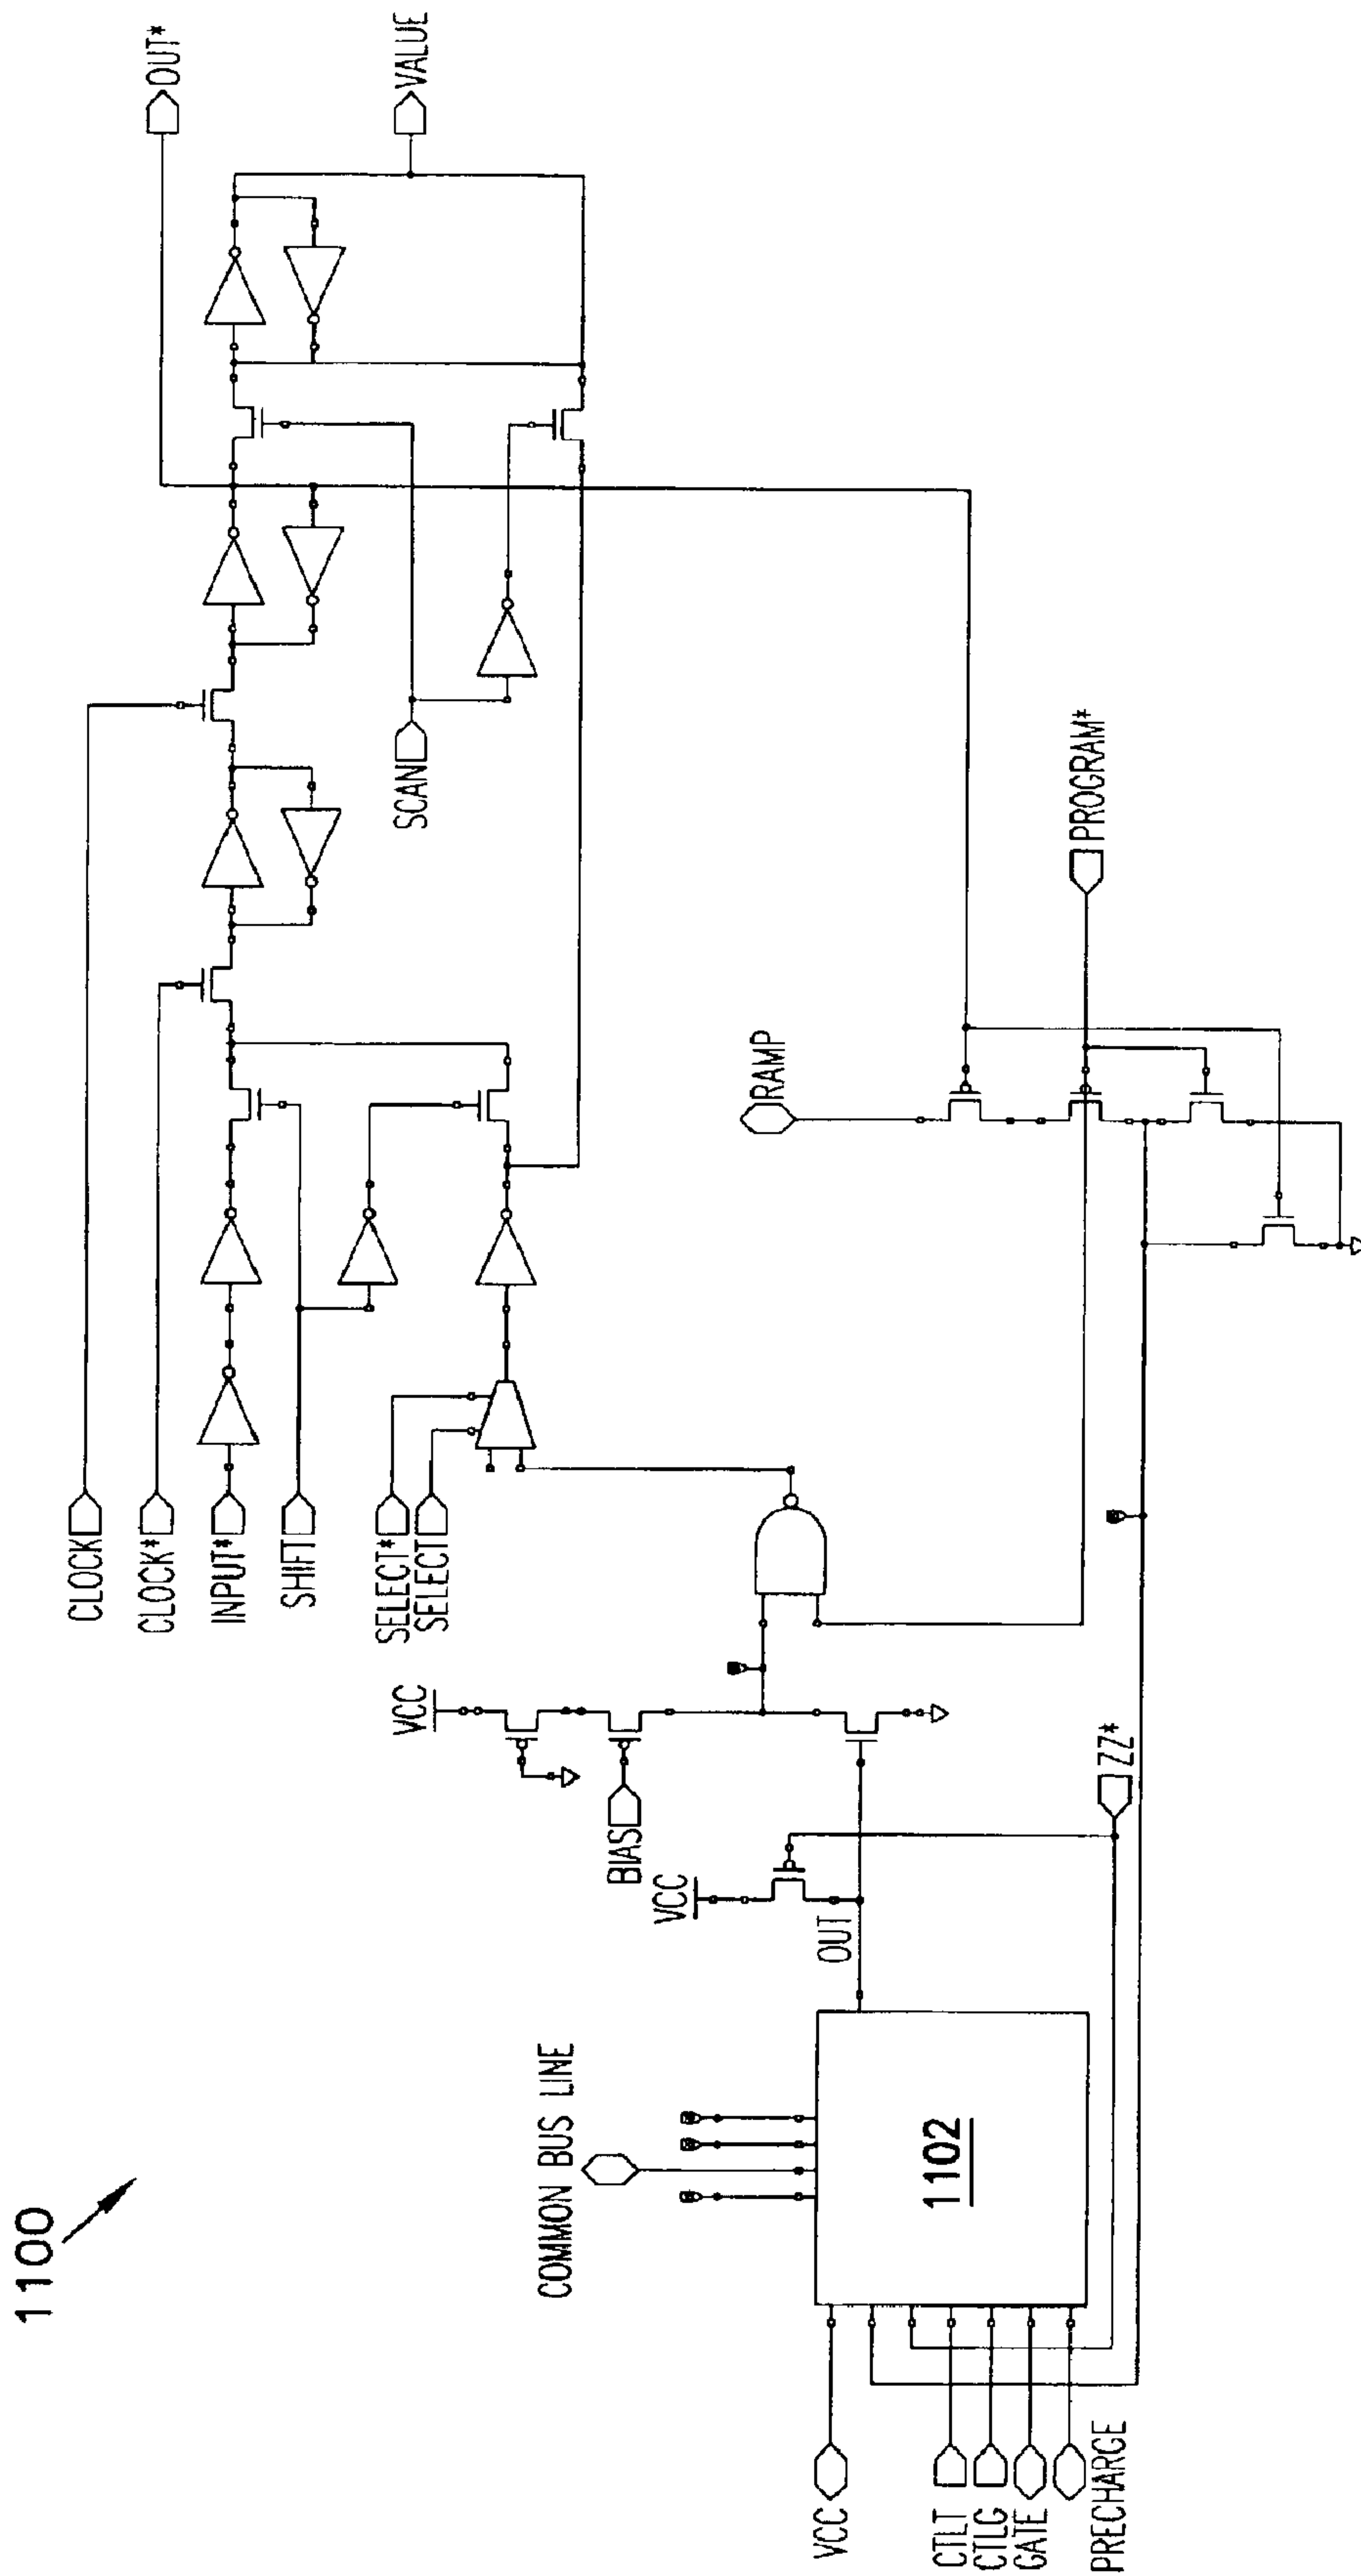 1100
CLOCK
CLOCK*
INPUT*
SHIFT
SELECT*
SELECT
OUT*
VALUE
SCAN
VCC
BIAS
VCC
OUT
COMMON BUS LINE
1102
RAMP
PROGRAM*
ZZ*
VCC
CTLT
CTLG
GATE
PRECHARGE